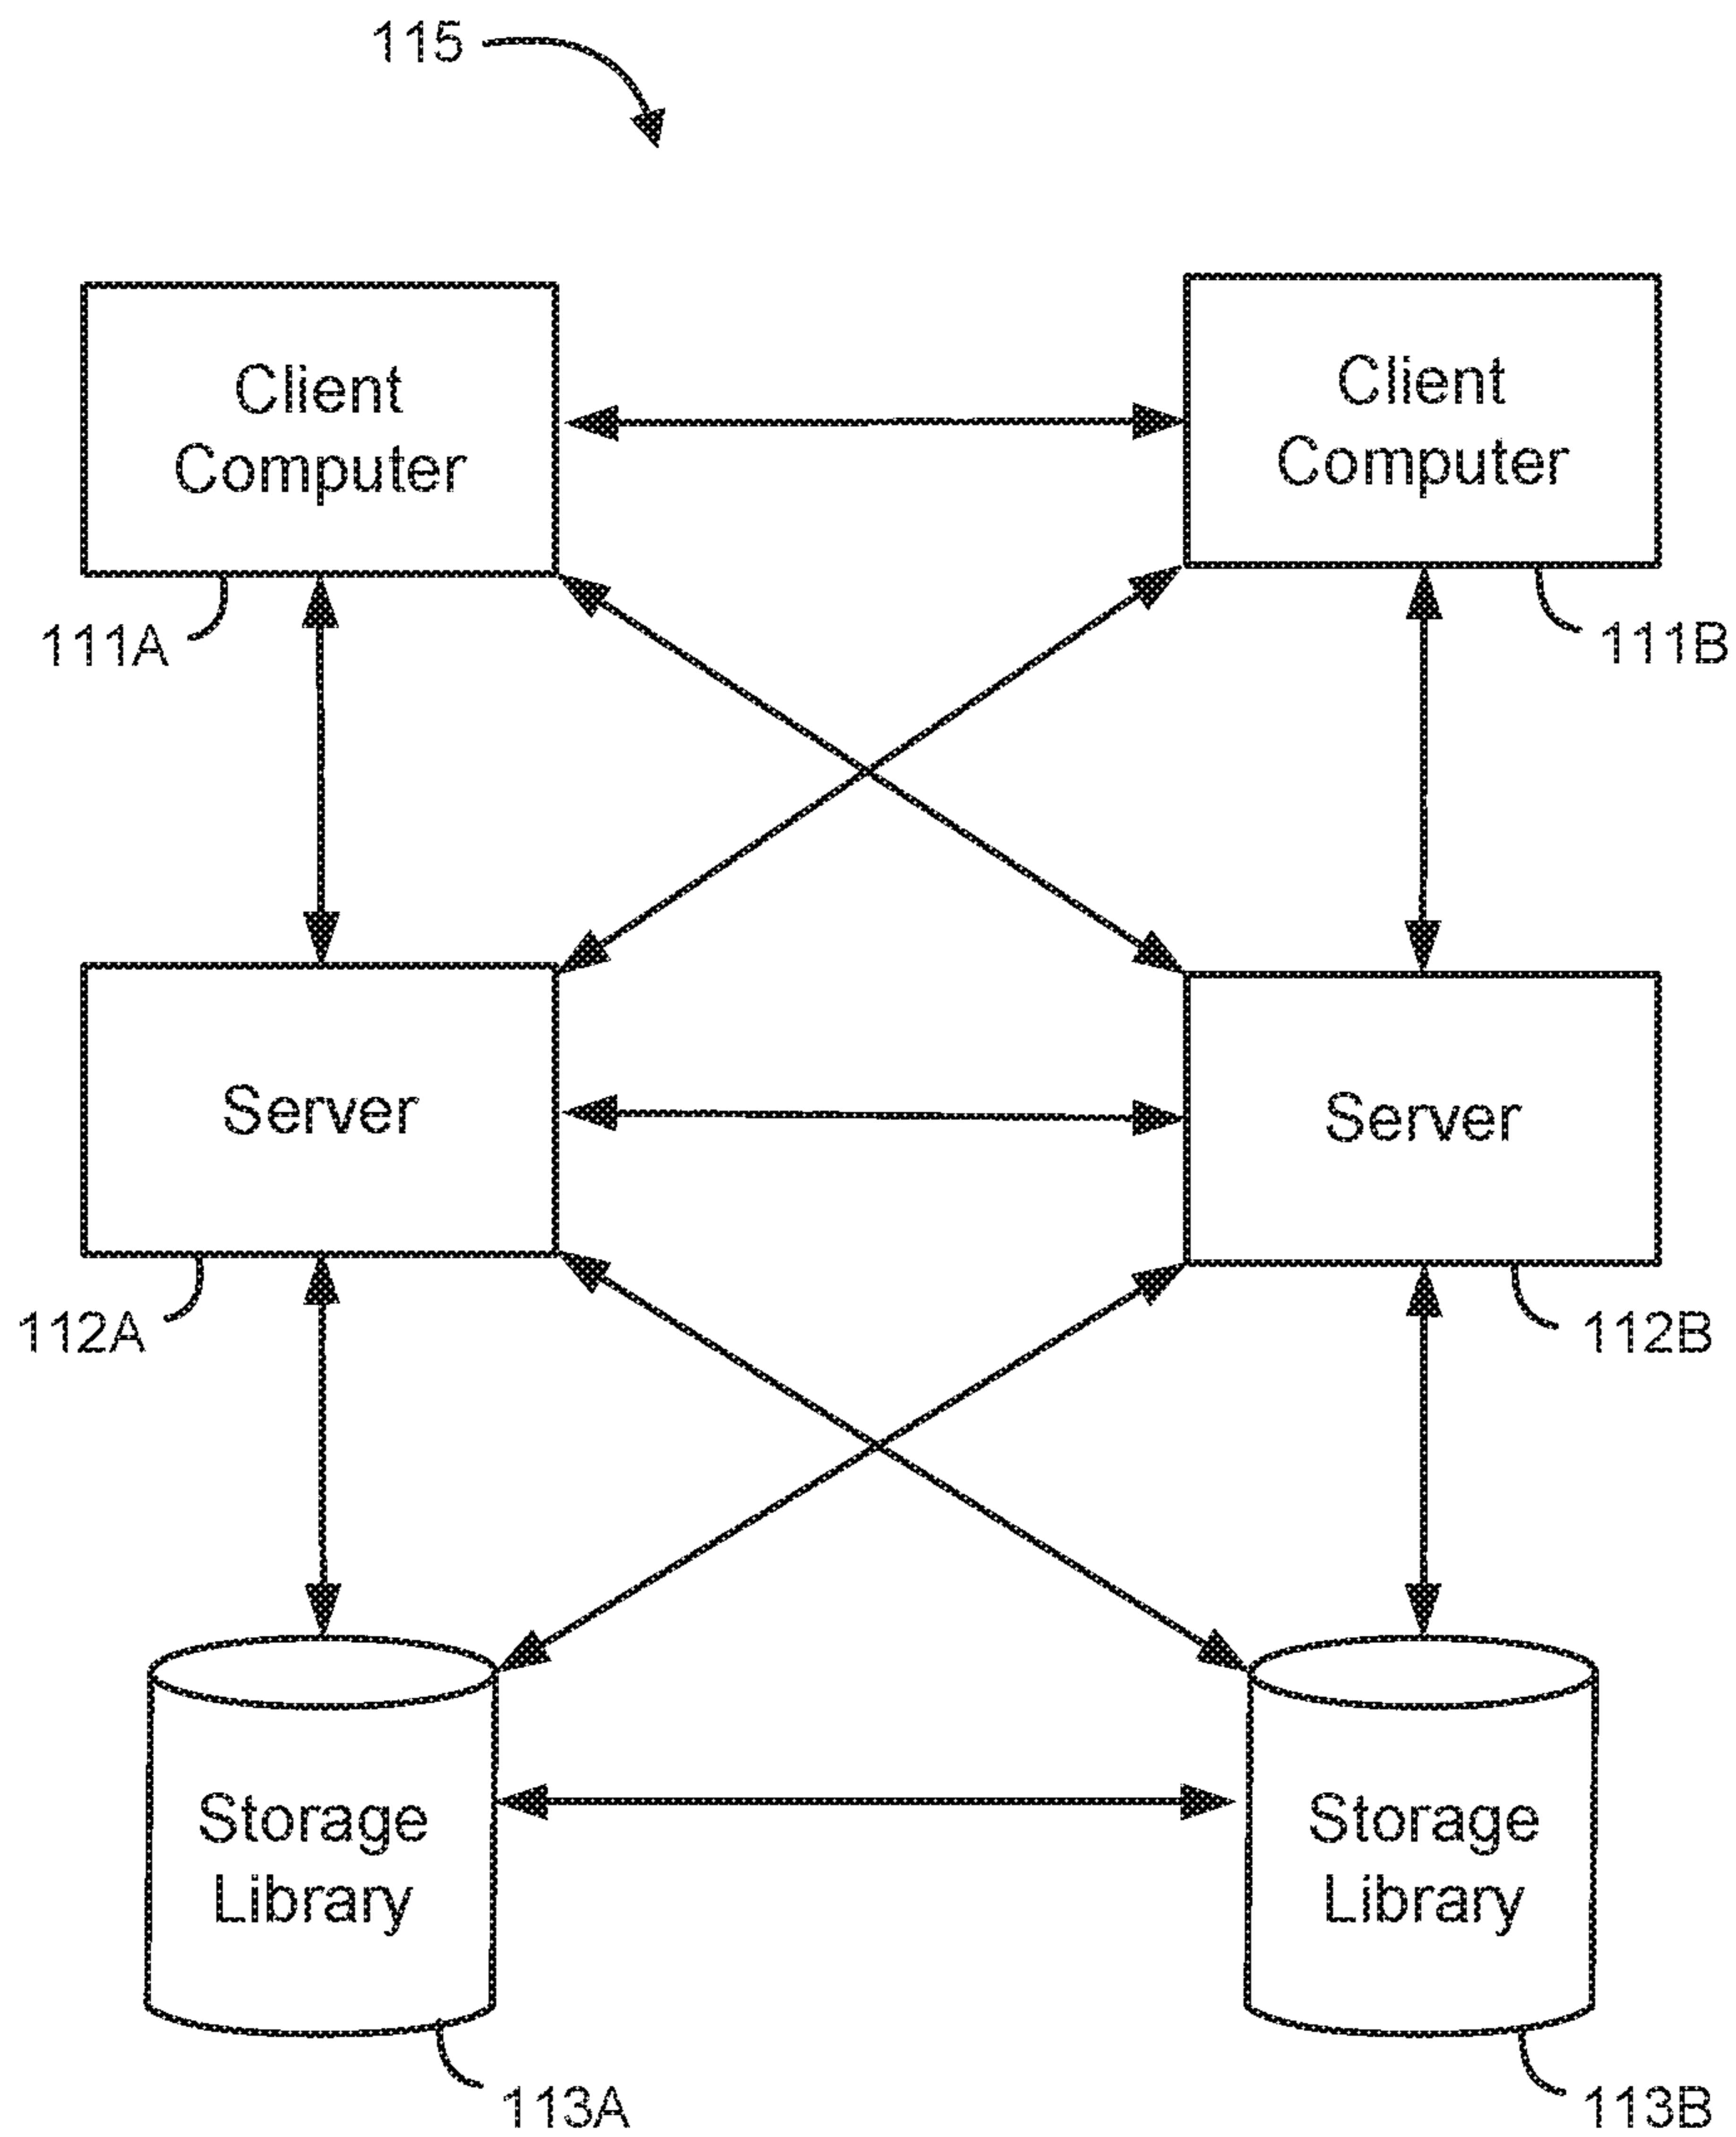 115
Client
Computer
Client
Computer
111A
111B
Server
Server
112A
112B
Storage
Library
Storage
Library
113A
113B